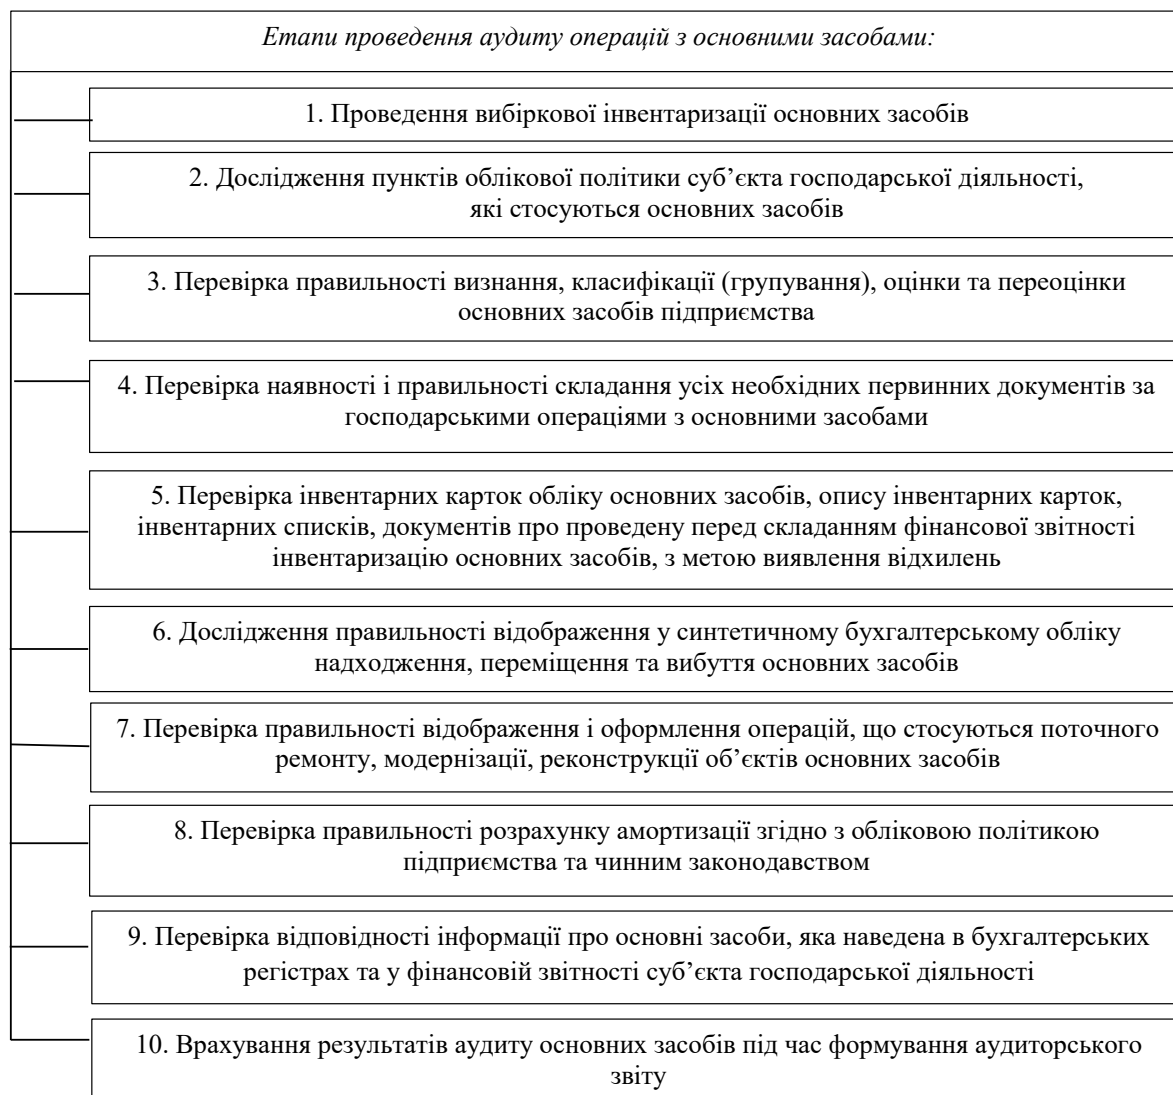 Етапи проведення аудиту операцій з основними засобами:
1. Проведення вибіркової інвентаризації основних засобів
2. Дослідження пунктів облікової політики суб’єкта господарської діяльності,
які стосуються основних засобів
3. Перевірка правильності визнання, класифікації (групування), оцінки та переоцінки
основних засобів підприємства
4. Перевірка наявності і правильності складання усіх необхідних первинних документів за
господарськими операціями з основними засобами
5. Перевірка інвентарних карток обліку основних засобів, опису інвентарних карток,
інвентарних списків, документів про проведену перед складанням фінансової звітності
інвентаризацію основних засобів, з метою виявлення відхилень
6. Дослідження правильності відображення у синтетичному бухгалтерському обліку
надходження, переміщення та вибуття основних засобів
7. Перевірка правильності відображення і оформлення операцій, що стосуються поточного
ремонту, модернізації, реконструкції об’єктів основних засобів
8. Перевірка правильності розрахунку амортизації згідно з обліковою політикою
підприємства та чинним законодавством
9. Перевірка відповідності інформації про основні засоби, яка наведена в бухгалтерських
регістрах та у фінансовій звітності суб’єкта господарської діяльності
10. Врахування результатів аудиту основних засобів під час формування аудиторського
звіту